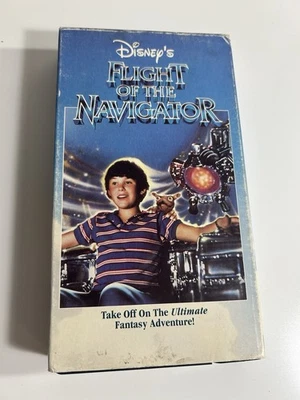 Disney's
FLIGHT
OF THE
NAVIGATOR
Take Off On The Ultimate
Fantasy Adventure!